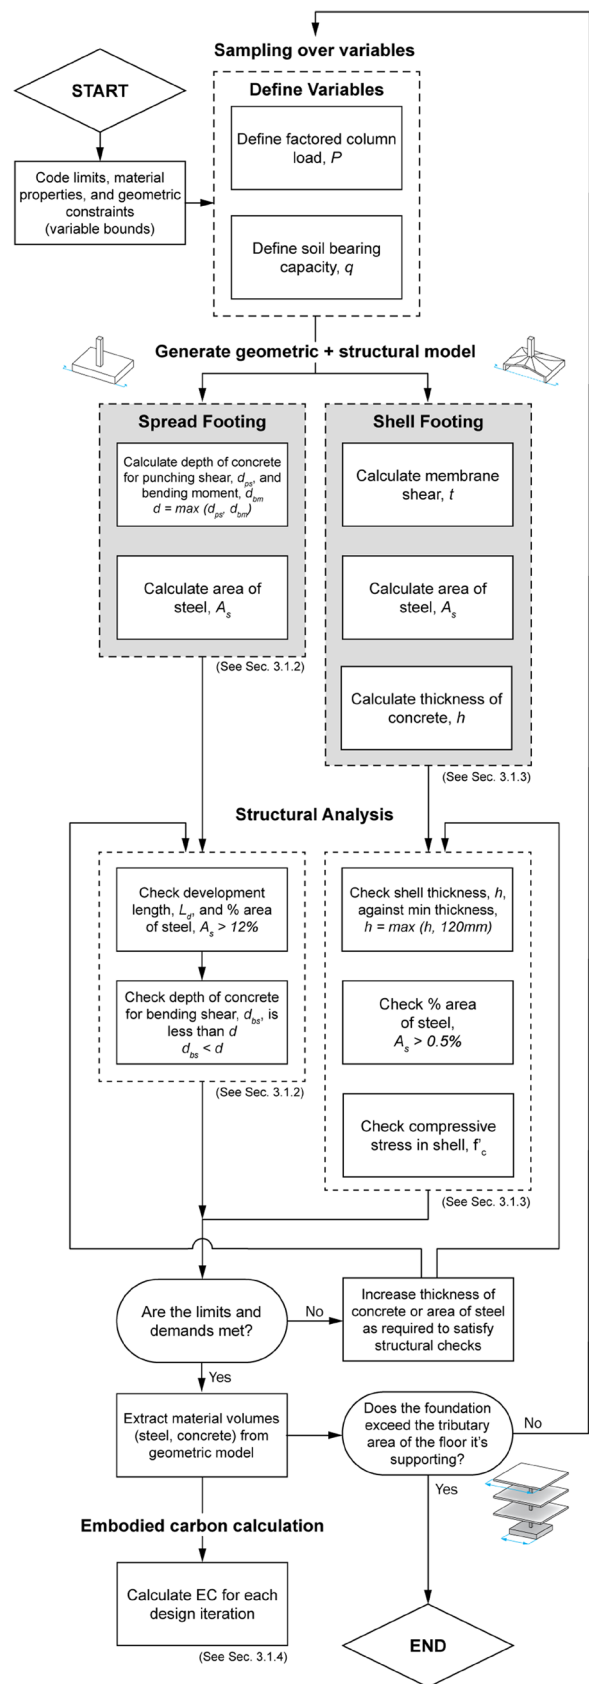 Sampling over variables
START
Define Variables
Define factored column
load, P
Code limits, material
properties, and geometric
constraints
(variable bounds)
Define soil bearing
capacity, q
Generate geometric + structural model
Spread Footing
Calculate depth of concrete
for punching shear, dps, and
bending moment, dbm
d = max (dps, dbm)
Calculate area of
steel, As
(See Sec. 3.1.2)
Shell Footing
Calculate membrane
shear, t
Calculate area of
steel, As
Calculate thickness of
concrete, h
(See Sec. 3.1.3)
Structural Analysis
Check development
length, Ld, and % area
of steel, As > 12%
Check depth of concrete
for bending shear, dbs, is
less than d
dbs < d
(See Sec. 3.1.2)
Check shell thickness, h,
against min thickness,
h = max (h, 120mm)
Check % area
of steel,
As > 0.5%
Check compressive
stress in shell, f'c
(See Sec. 3.1.3)
Are the limits and
demands met?
No
Increase thickness of
concrete or area of steel
as required to satisfy
structural checks
Yes
Extract material volumes
(steel, concrete) from
geometric model
Does the foundation
exceed the tributary
area of the floor it's
supporting?
No
Yes
Embodied carbon calculation
Calculate EC for each
design iteration
(See Sec. 3.1.4)
END